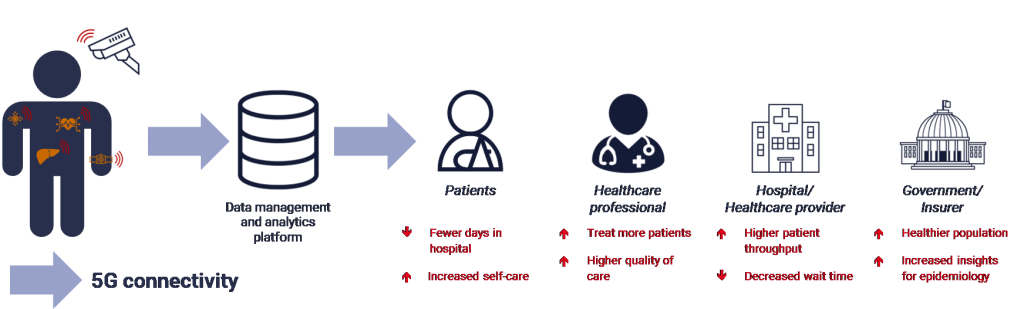 Data management
and analytics
platform
5G connectivity
Patients
Fewer days in
hospital
Increased self-care
Healthcare
professional
Treat more patients
Higher quality of
care
Hospital/
Healthcare provider
Higher patient
throughput
Decreased wait time
Government/
Insurer
Healthier population
Increased insights
for epidemiology